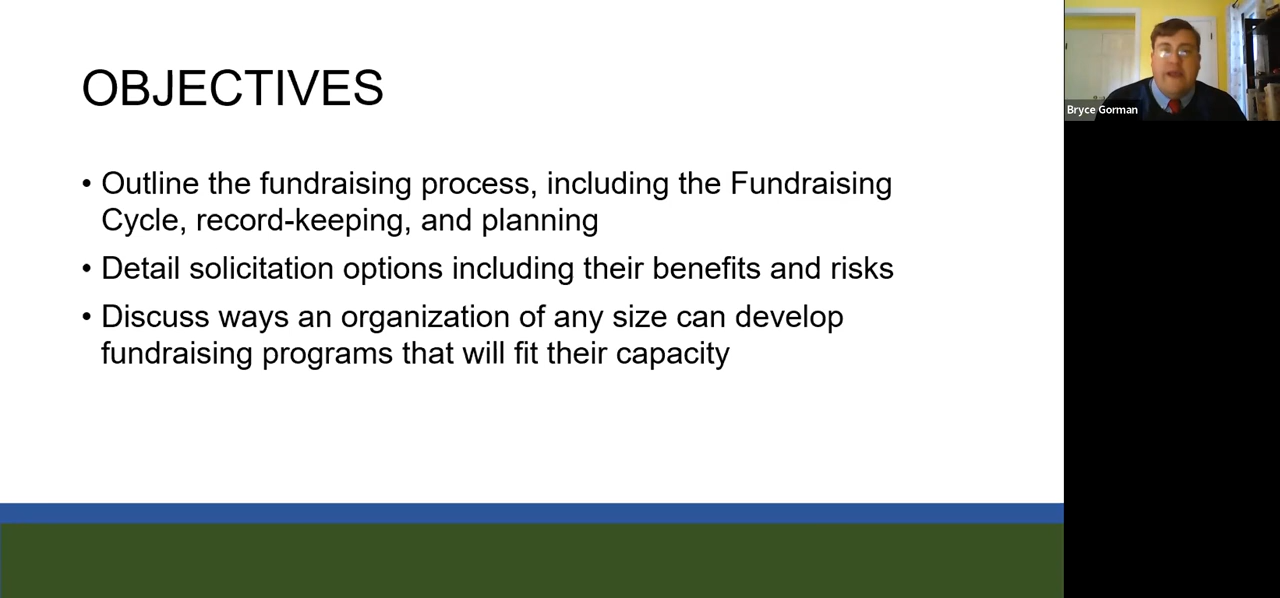 OBJECTIVES
• Outline the fundraising process, including the Fundraising
Cycle, record-keeping, and planning
• Detail solicitation options including their benefits and risks
• Discuss ways an organization of any size can develop
fundraising programs that will fit their capacity
Bryce Gorman